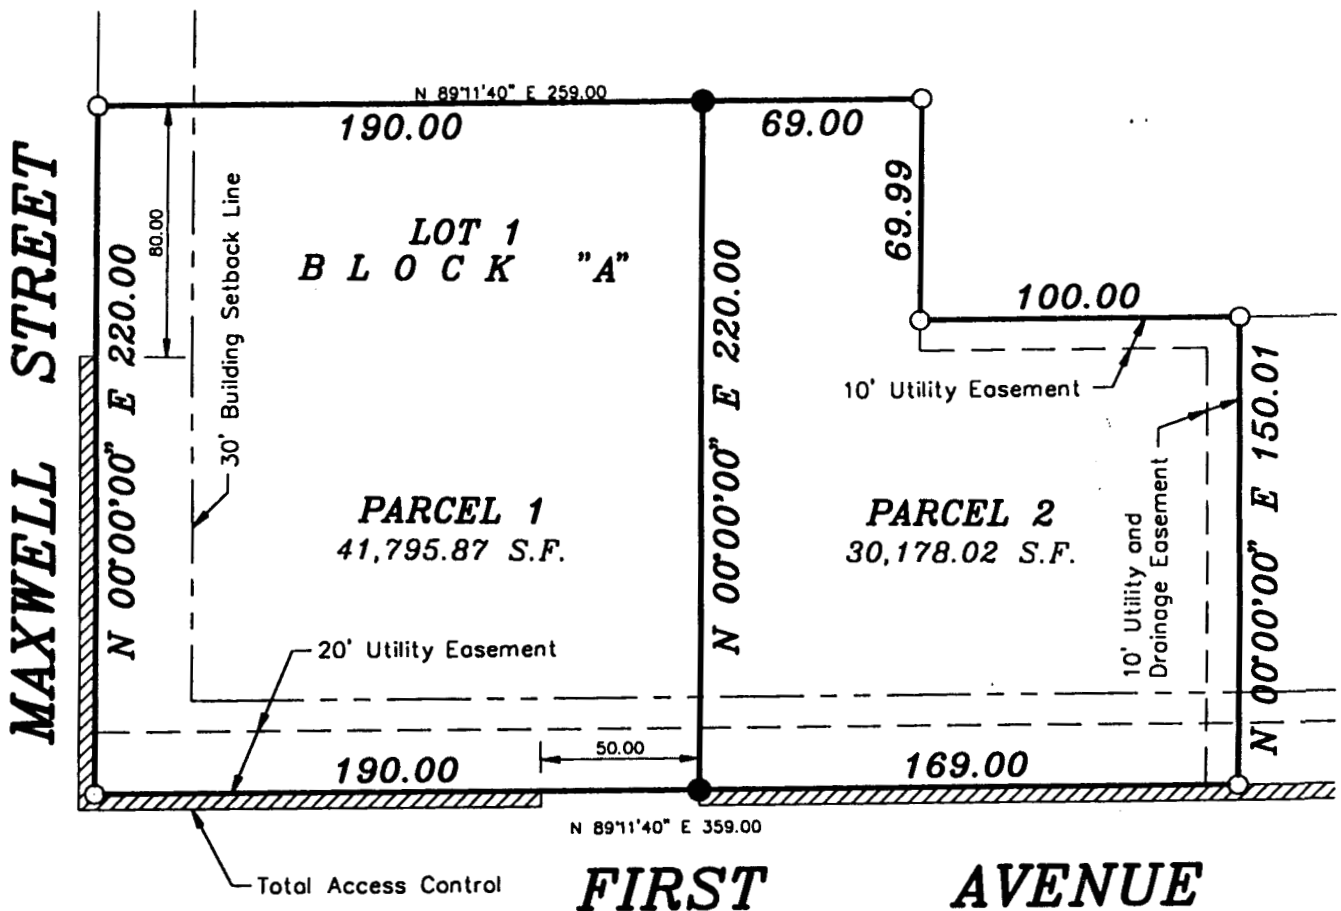 N 89°11'40" E 259.00
190.00
69.00
69.99
80.00
30' Building Setback Line
LOT 1
BLOCK "A"
MAXWELL STREET
N 00°00'00" E 220.00
N 00°00'00" E 220.00
100.00
10' Utility Easement
N 00°00'00" E 150.01
10' Utility and
Drainage Easement
PARCEL 1
41,795.87 S.F.
PARCEL 2
30,178.02 S.F.
20' Utility Easement
50.00
190.00
169.00
N 89°11'40" E 359.00
Total Access Control
FIRST AVENUE